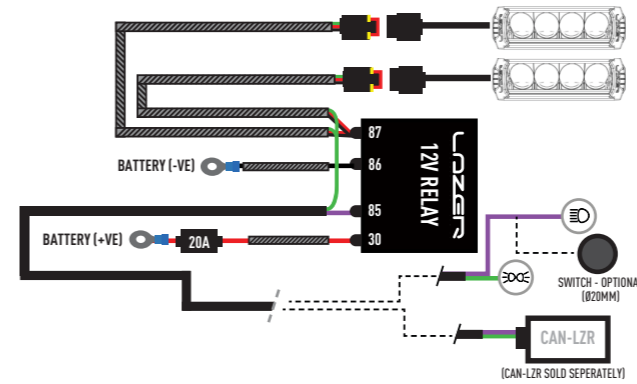 87
BATTERY (-VE)
86
LAZER
12V RELAY
85
BATTERY (+VE)
20A
30
SWITCH - OPTIONA
(Ø20MM)
CAN-LZR
(CAN-LZR SOLD SEPERATELY)